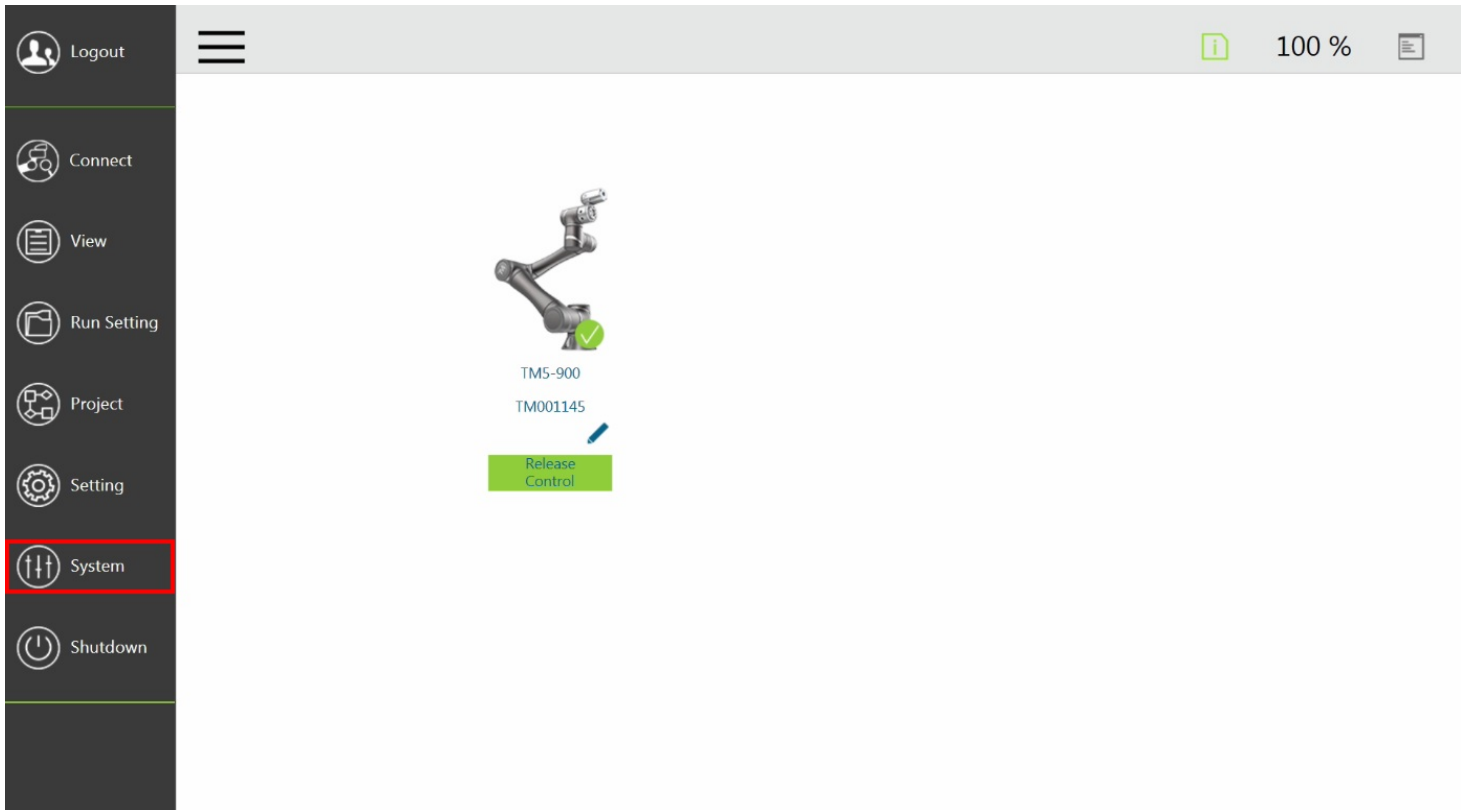 Logout
100 %
Connect
View
Run Setting
Project
Setting
System
Shutdown
TM5-900
TM001145
Release
Control